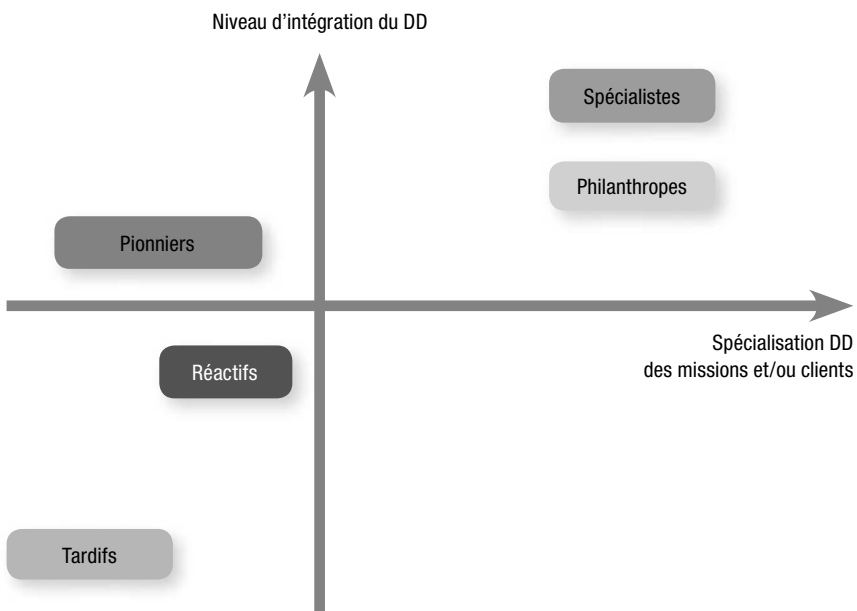 Niveau d’intégration du DD
Spécialistes
Philanthropes
Pionniers
Spécialisation DD
des missions et/ou clients
Réactifs
Tardifs